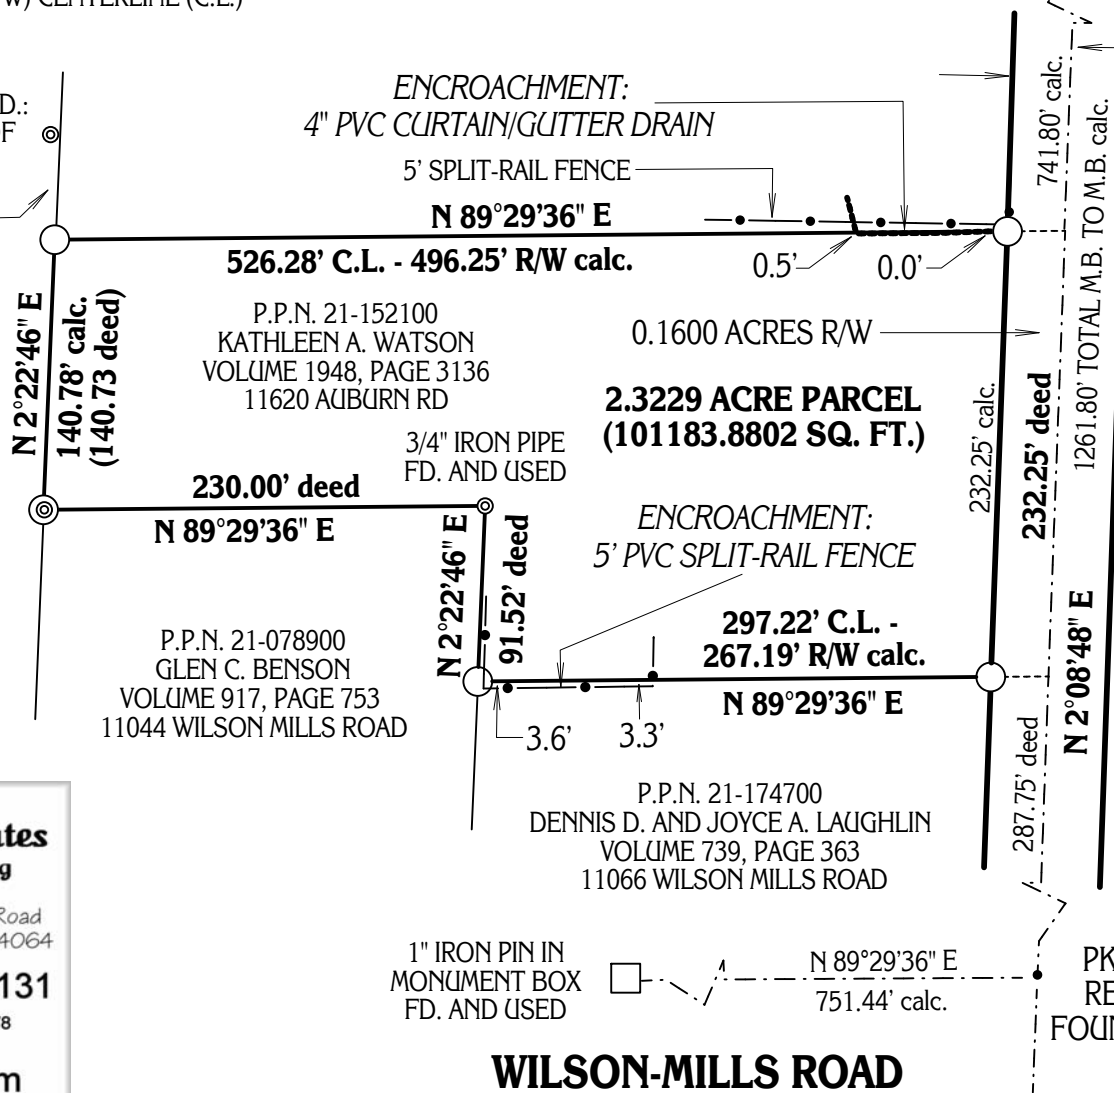 CENTERLINE (C.L.)
ENCROACHMENT:
4" PVC CURTAIN/GUTTER DRAIN
5' SPLIT-RAIL FENCE
N 89°29'36" E
526.28' C.L. - 496.25' R/W calc.
0.5'
0.0'
N 2°22'46" E
140.78' calc.
(140.73 deed)
P.P.N. 21-152100
KATHLEEN A. WATSON
VOLUME 1948, PAGE 3136
11620 AUBURN RD
0.1600 ACRES R/W
2.3229 ACRE PARCEL
(101183.8802 SQ. FT.)
741.80' calc.
1261.80' TOTAL M.B. TO M.B. calc.
232.25' calc.
232.25' deed
3/4" IRON PIPE
FD. AND USED
230.00' deed
N 89°29'36" E
N 2°22'46" E
91.52' deed
ENCROACHMENT:
5' PVC SPLIT-RAIL FENCE
297.22' C.L. -
267.19' R/W calc.
N 89°29'36" E
3.6'
3.3'
N 2°08'48" E
287.75' deed
P.P.N. 21-078900
GLEN C. BENSON
VOLUME 917, PAGE 753
11044 WILSON MILLS ROAD
P.P.N. 21-174700
DENNIS D. AND JOYCE A. LAUGHLIN
VOLUME 739, PAGE 363
11066 WILSON MILLS ROAD
Road
4064
131
1" IRON PIN IN
MONUMENT BOX
FD. AND USED
N 89°29'36" E
751.44' calc.
PK
WILSON-MILLS ROAD